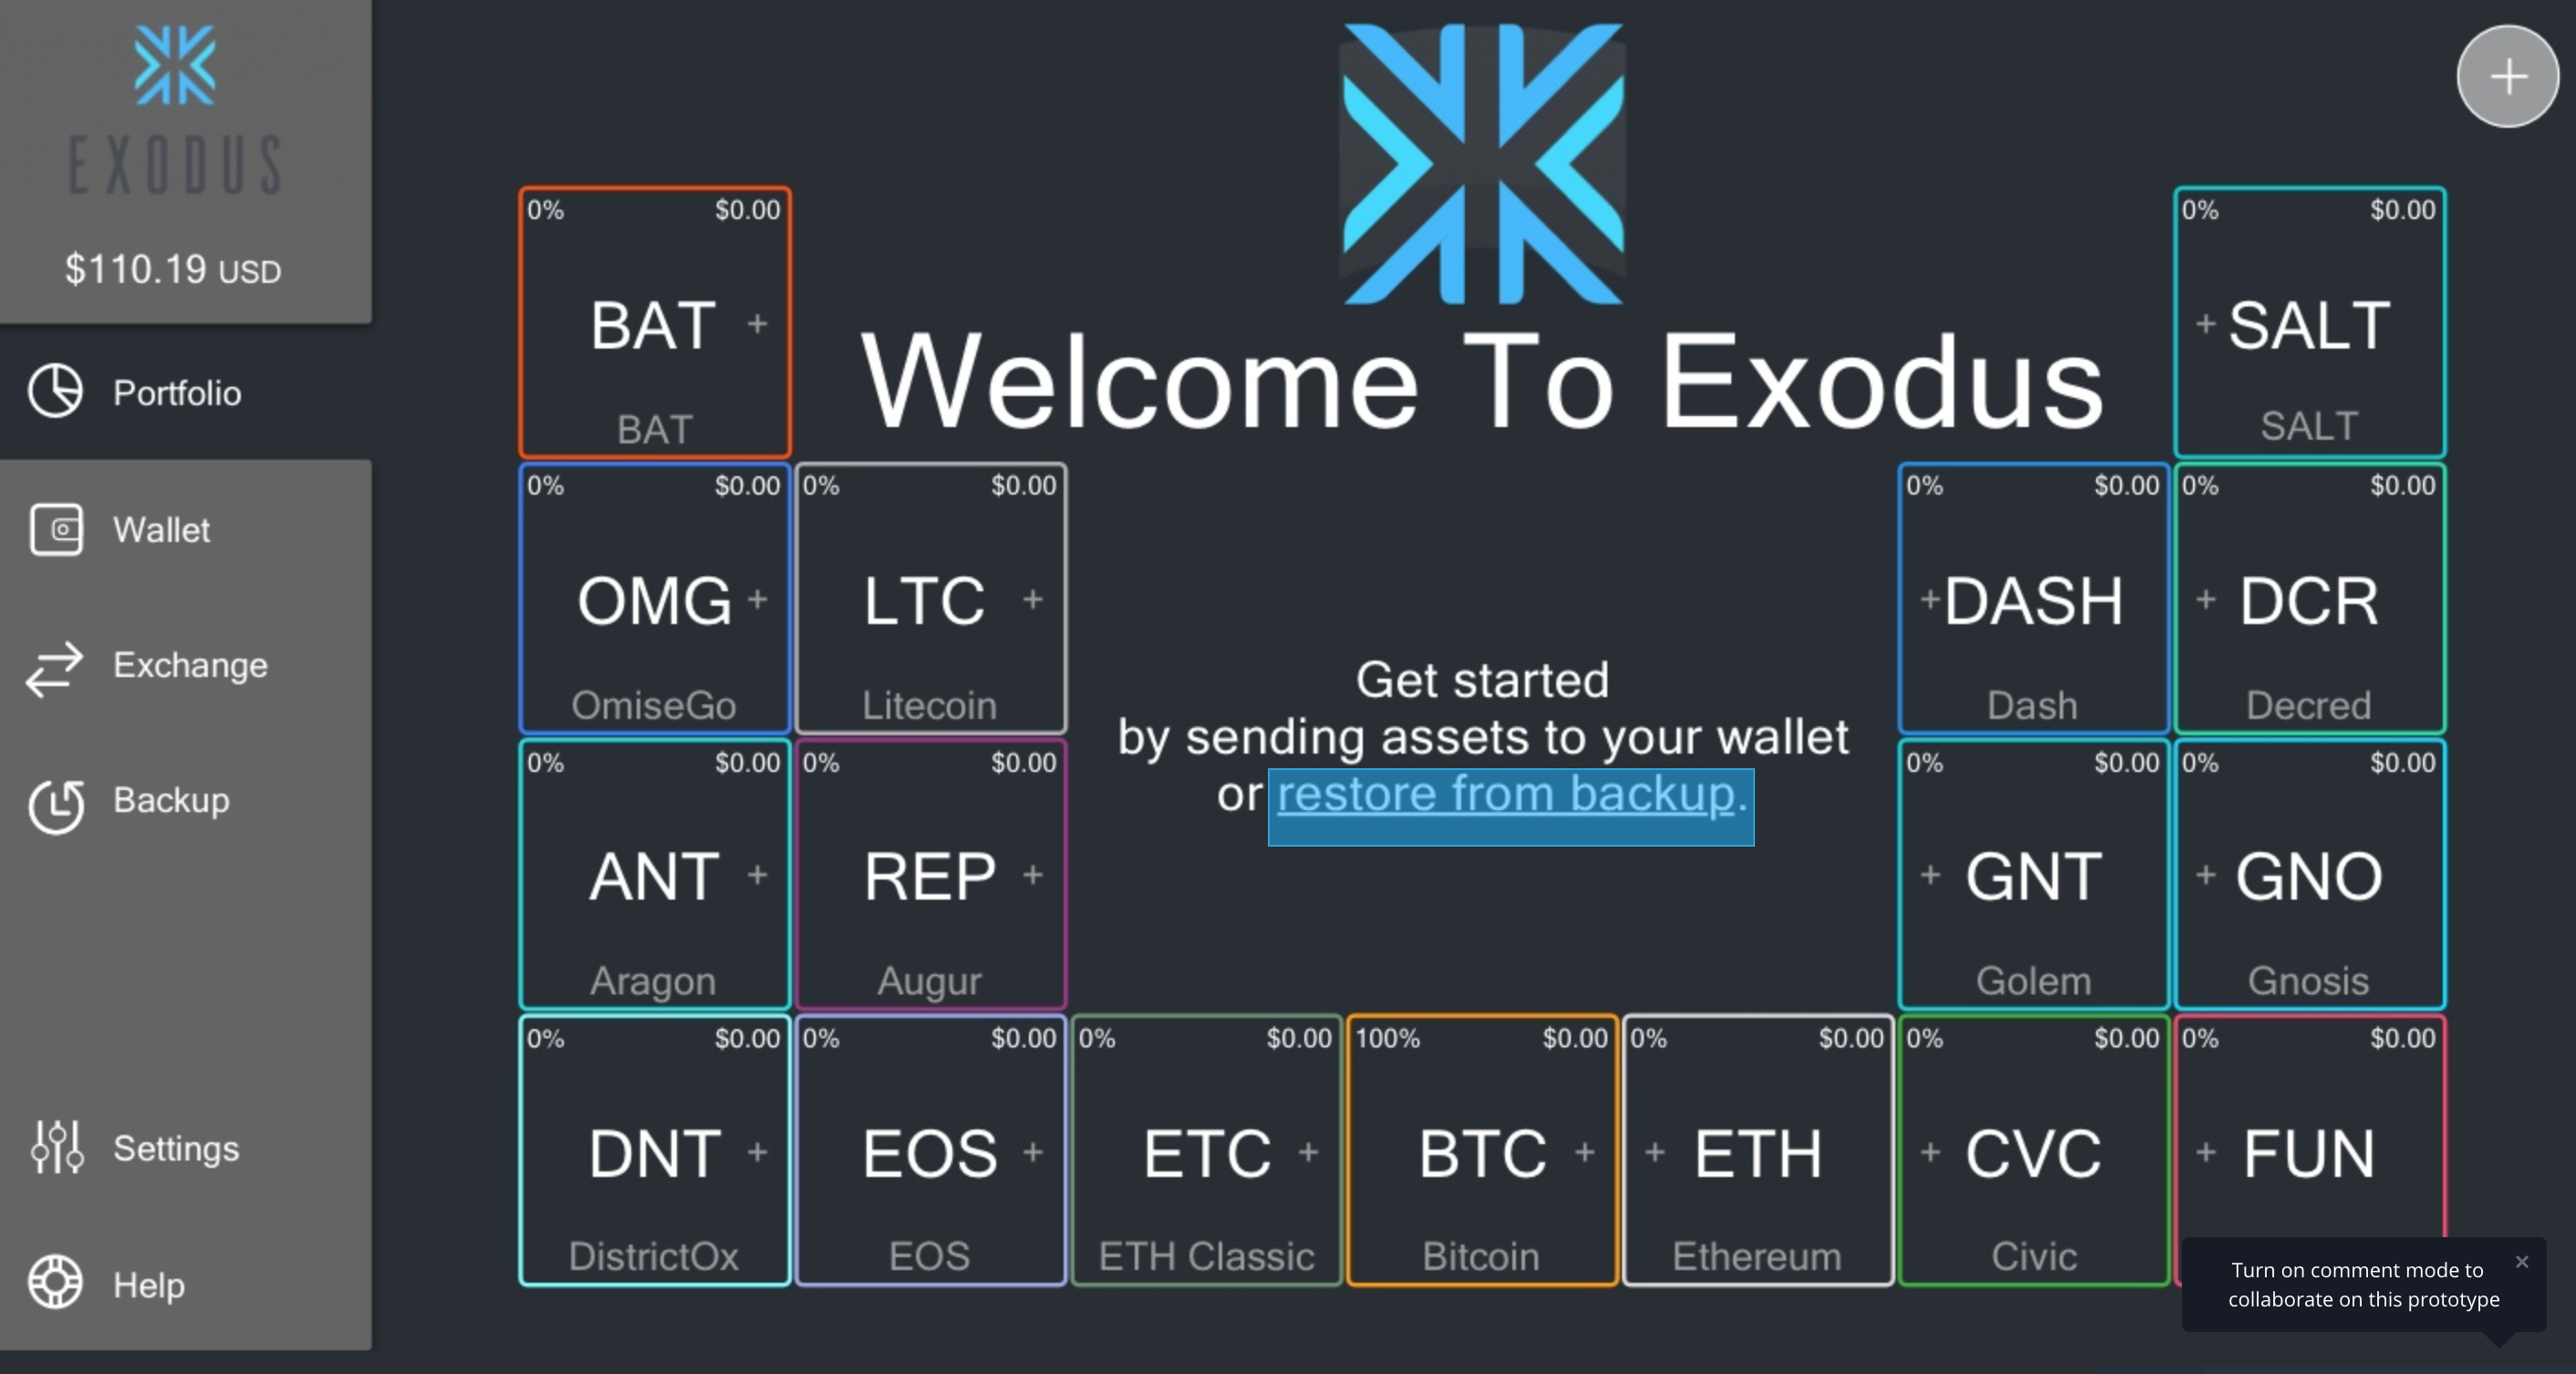 EXODUS
$110.19 USD
Portfolio
Wallet
Exchange
Backup
Settings
Help
Welcome To Exodus
0% $0.00
BAT +
BAT
0% $0.00
+ SALT
SALT
0% $0.00
OMG +
OmiseGo
0% $0.00
LTC +
Litecoin
Get started
by sending assets to your wallet
or restore from backup.
0% $0.00
+DASH
Dash
0% $0.00
+ DCR
Decred
0% $0.00
ANT +
Aragon
0% $0.00
REP +
Augur
0% $0.00
+ GNT
Golem
0% $0.00
+ GNO
Gnosis
0% $0.00
DNT +
DistrictOx
0% $0.00
EOS +
EOS
0% $0.00
ETC +
ETH Classic
100% $0.00
BTC +
Bitcoin
0% $0.00
+ ETH
Ethereum
0% $0.00
+ CVC
Civic
0% $0.00
+ FUN
Turn on comment mode to
collaborate on this prototype